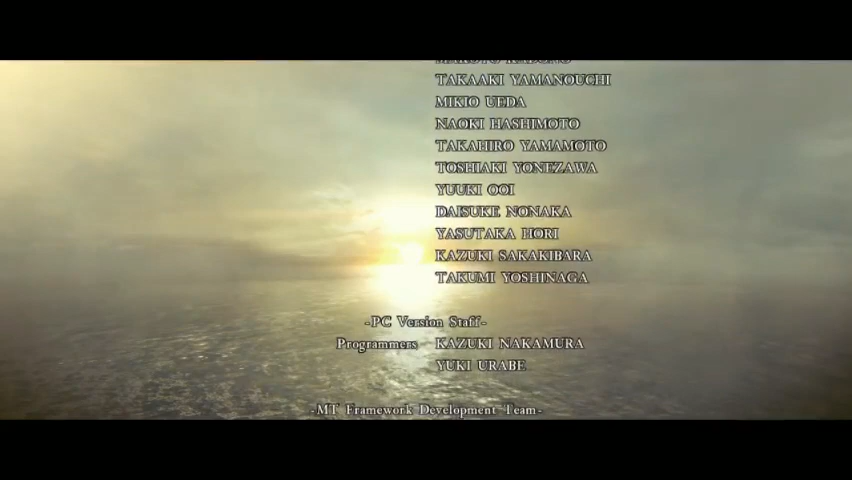 TAKAAKI YAMANOUCHI
MIKIO UEDA
NAOKI HASHIMOTO
TAKAHIRO YAMAMOTO
TOSHIAKI YONEZAWA
YUUKI OOI
DAISUKE NONAKA
YASUTAKA HORI
KAZUKI SAKAKIBARA
TAKUMI YOSHINAGA
-PC Version Staff-
Programmers KAZUKI NAKAMURA
YUKI URABE
-MT Framework Development Team-